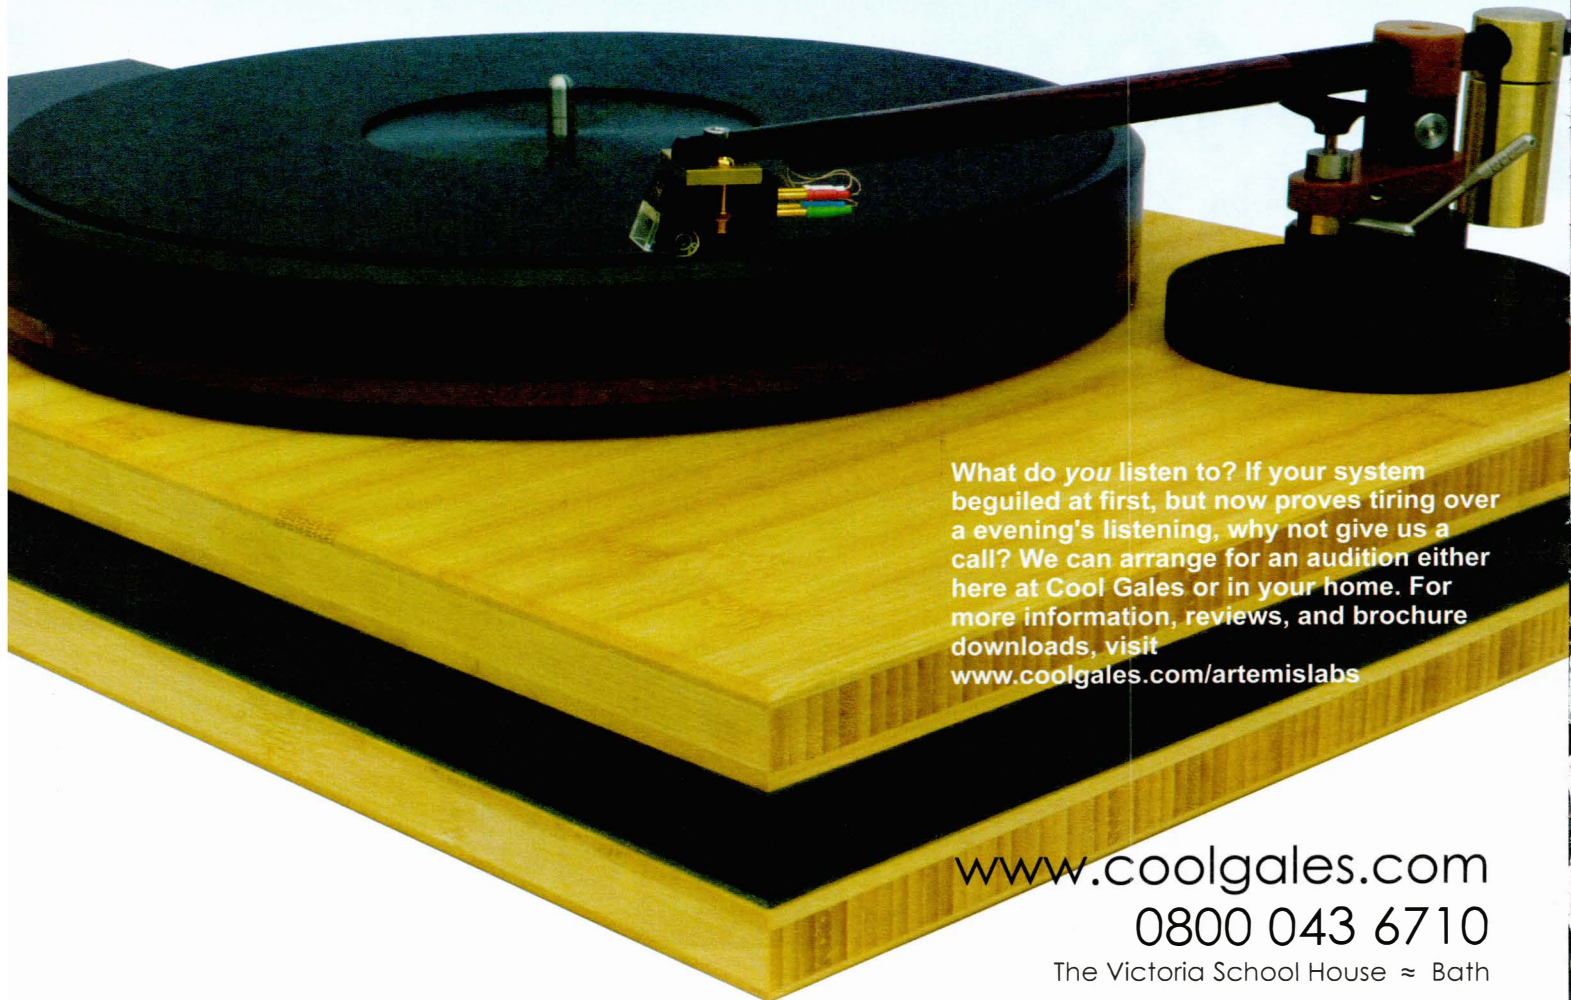 What do you listen to? If your system
beguiled at first, but now proves tiring over
a evening's listening, why not give us a
call? We can arrange for an audition either
here at Cool Gales or in your home. For
more information, reviews, and brochure
downloads, visit
www.coolgales.com/artemislabs
www.coolgales.com
0800 043 6710
The Victoria School House ≈ Bath